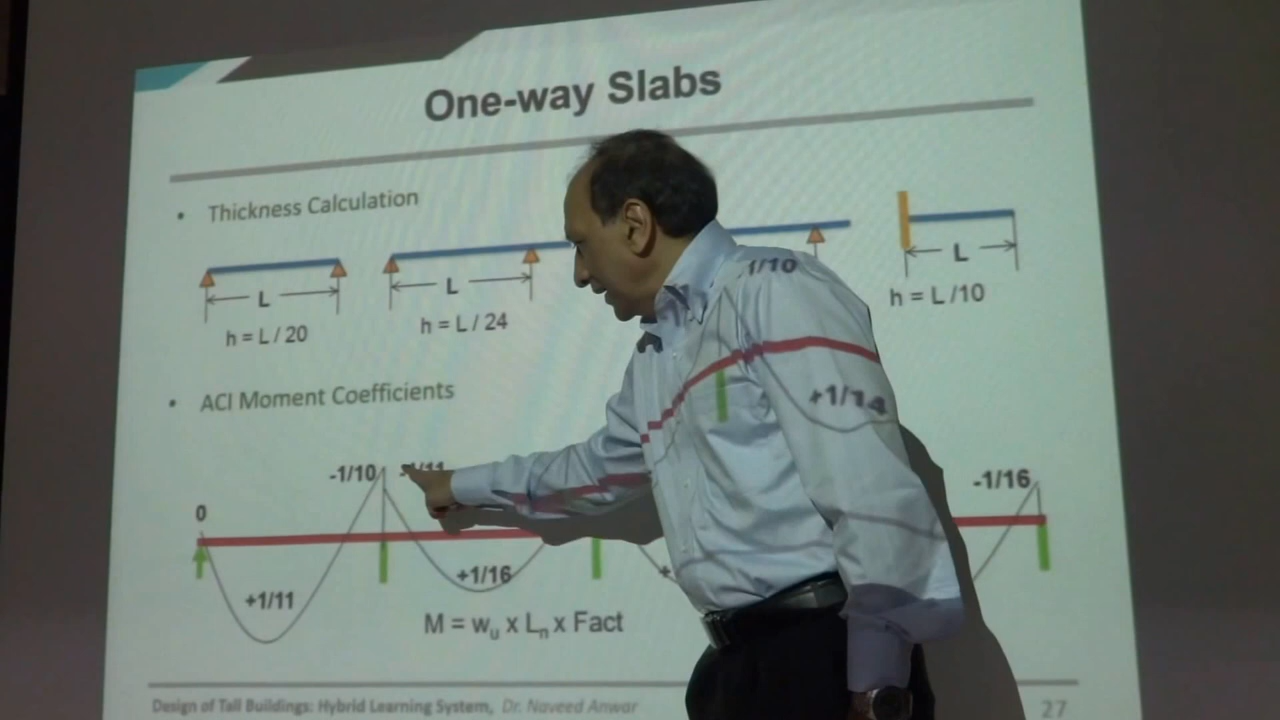 One-way Slabs
• Thickness Calculation
L
L
L
h = L / 20
h = L / 24
h = L /10
• ACI Moment Coefficients
1/10
+1/14
-1/10
-1/11
-1/16
0
+1/11
+1/16
M = wu x Ln x Fact
Design of Tall Buildings: Hybrid Learning System, Dr. Naveed Anwar
27